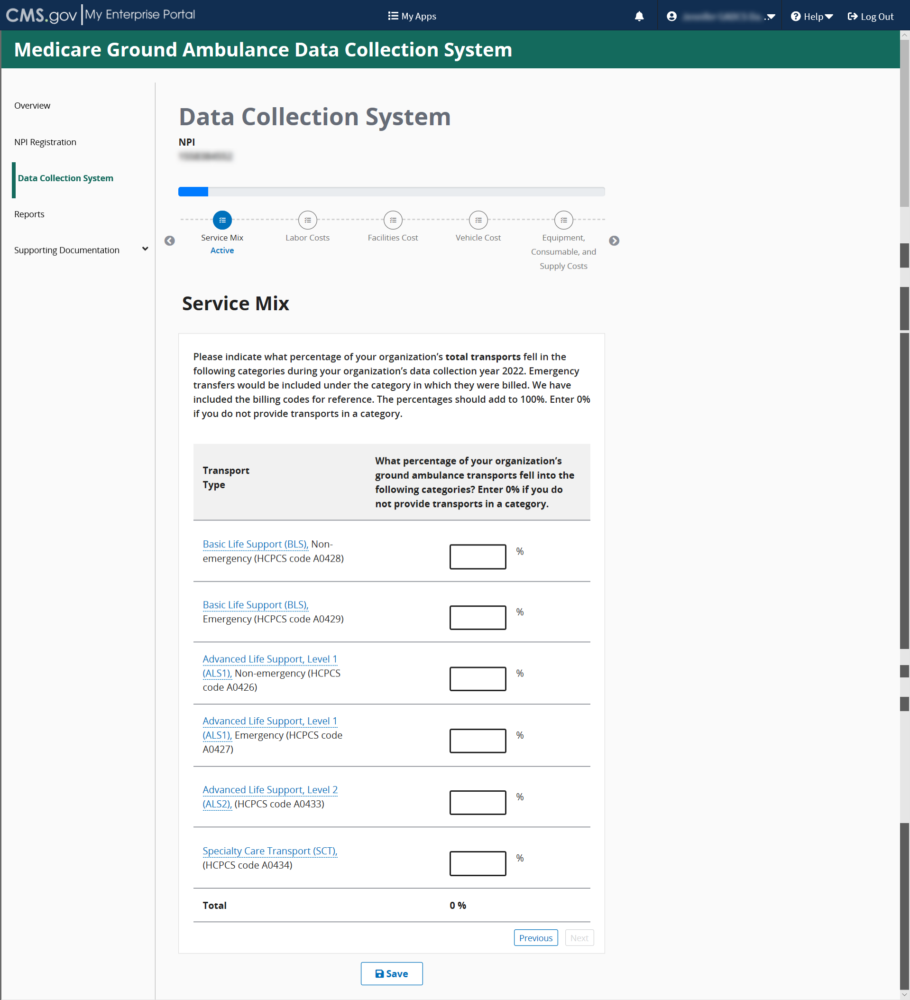 CMS.gov My Enterprise Portal
My Apps
Help
Log Out
Medicare Ground Ambulance Data Collection System
Overview
NPI Registration
Data Collection System
Reports
Supporting Documentation
Data Collection System
NPI
Service Mix
Active
Labor Costs
Facilities Cost
Vehicle Cost
Equipment,
Consumable, and
Supply Costs
Service Mix
Please indicate what percentage of your organization’s total transports fell in the
following categories during your organization’s data collection year 2022. Emergency
transfers would be included under the category in which they were billed. We have
included the billing codes for reference. The percentages should add to 100%. Enter 0%
if you do not provide transports in a category.
Transport
Type
What percentage of your organization’s
ground ambulance transports fell into the
following categories? Enter 0% if you do
not provide transports in a category.
Basic Life Support (BLS), Non-
emergency (HCPCS code A0428)
%
Basic Life Support (BLS),
Emergency (HCPCS code A0429)
%
Advanced Life Support, Level 1
(ALS1), Non-emergency (HCPCS
code A0426)
%
Advanced Life Support, Level 1
(ALS1), Emergency (HCPCS code
A0427)
%
Advanced Life Support, Level 2
(ALS2), (HCPCS code A0433)
%
Specialty Care Transport (SCT),
(HCPCS code A0434)
%
Total 0 %
Previous Next
Save